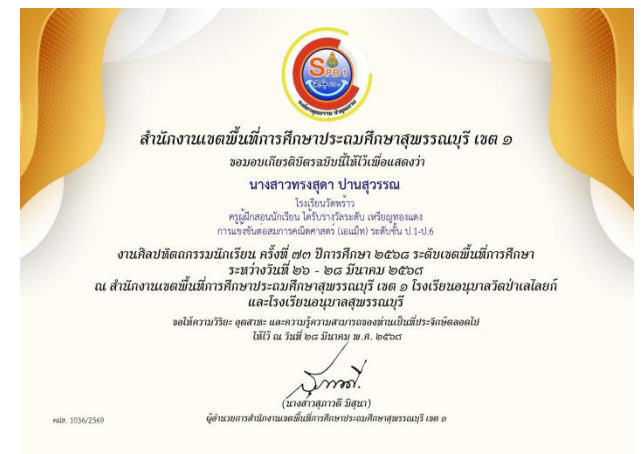 SPB1
สำนักงานเขตพื้นที่การศึกษาประถมศึกษาสุพรรณบุรี เขต ๑
ขอมอบเกียรติบัตรฉบับนี้ให้ไว้เพื่อแสดงว่า
นางสาวทรงสุดา ปานสุวรรณ
โรงเรียนวัดพร้าว
ครูผู้ฝึกสอนนักเรียน ได้รับรางวัลระดับ เหรียญทองแดง
การแข่งขันต่อสมการคณิตศาสตร์ (เอแม็ท) ระดับชั้น ป.1-ป.6
งานศิลปหัตถกรรมนักเรียน ครั้งที่ ๗๓ ปีการศึกษา ๒๕๖๘ ระดับเขตพื้นที่การศึกษา
ระหว่างวันที่ ๒๖ - ๒๘ มีนาคม ๒๕๖๙
ณ สำนักงานเขตพื้นที่การศึกษาประถมศึกษาสุพรรณบุรี เขต ๑ โรงเรียนอนุบาลวัดป่าเลไลยก์
และโรงเรียนอนุบาลสุพรรณบุรี
ขอให้ความวิริยะ อุตสาหะ และความรู้ความสามารถของท่านเป็นที่ประจักษ์ตลอดไป
ให้ไว้ ณ วันที่ ๒๘ มีนาคม พ.ศ. ๒๕๖๙
(นางสาวสุภาวดี มิสุนา)
ผู้อำนวยการสำนักงานเขตพื้นที่การศึกษาประถมศึกษาสุพรรณบุรี เขต ๑
1036/2569